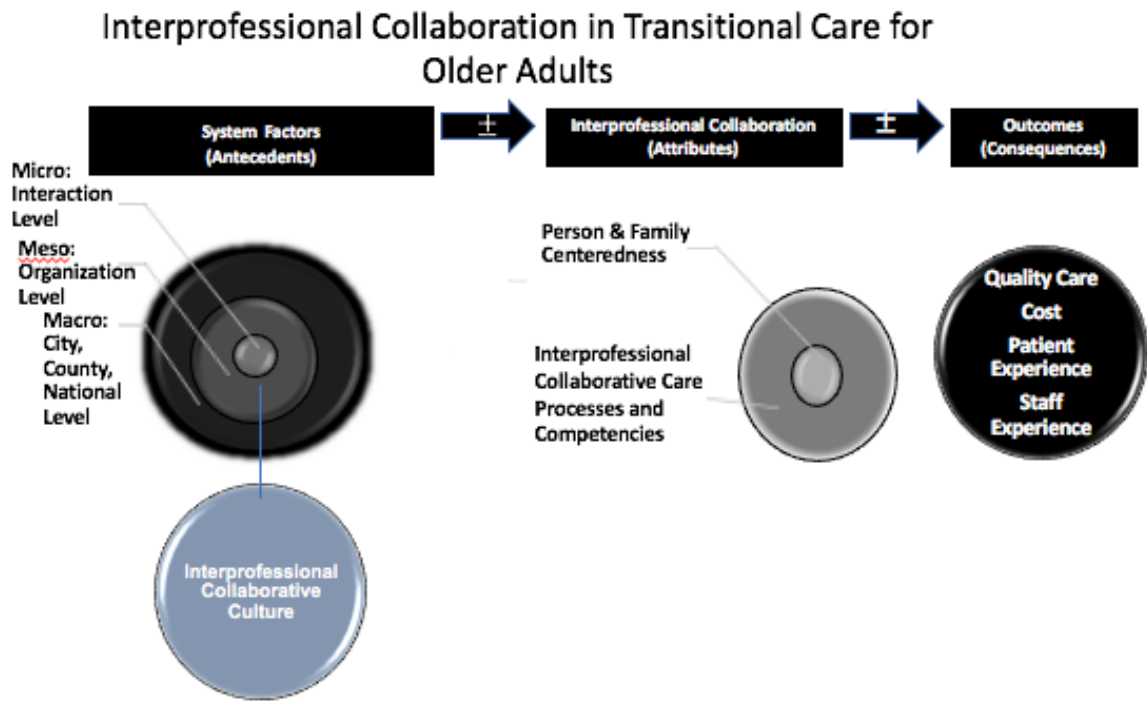 Interprofessional Collaboration in Transitional Care for
Older Adults
System Factors
(Antecedents)
±
Interprofessional Collaboration
(Attributes)
±
Outcomes
(Consequences)
Micro:
Interaction
Level
Meso:
Organization
Level
Macro:
City,
County,
National
Level
Interprofessional
Collaborative
Culture
Person & Family
Centeredness
Interprofessional
Collaborative Care
Processes and
Competencies
Quality Care
Cost
Patient
Experience
Staff
Experience